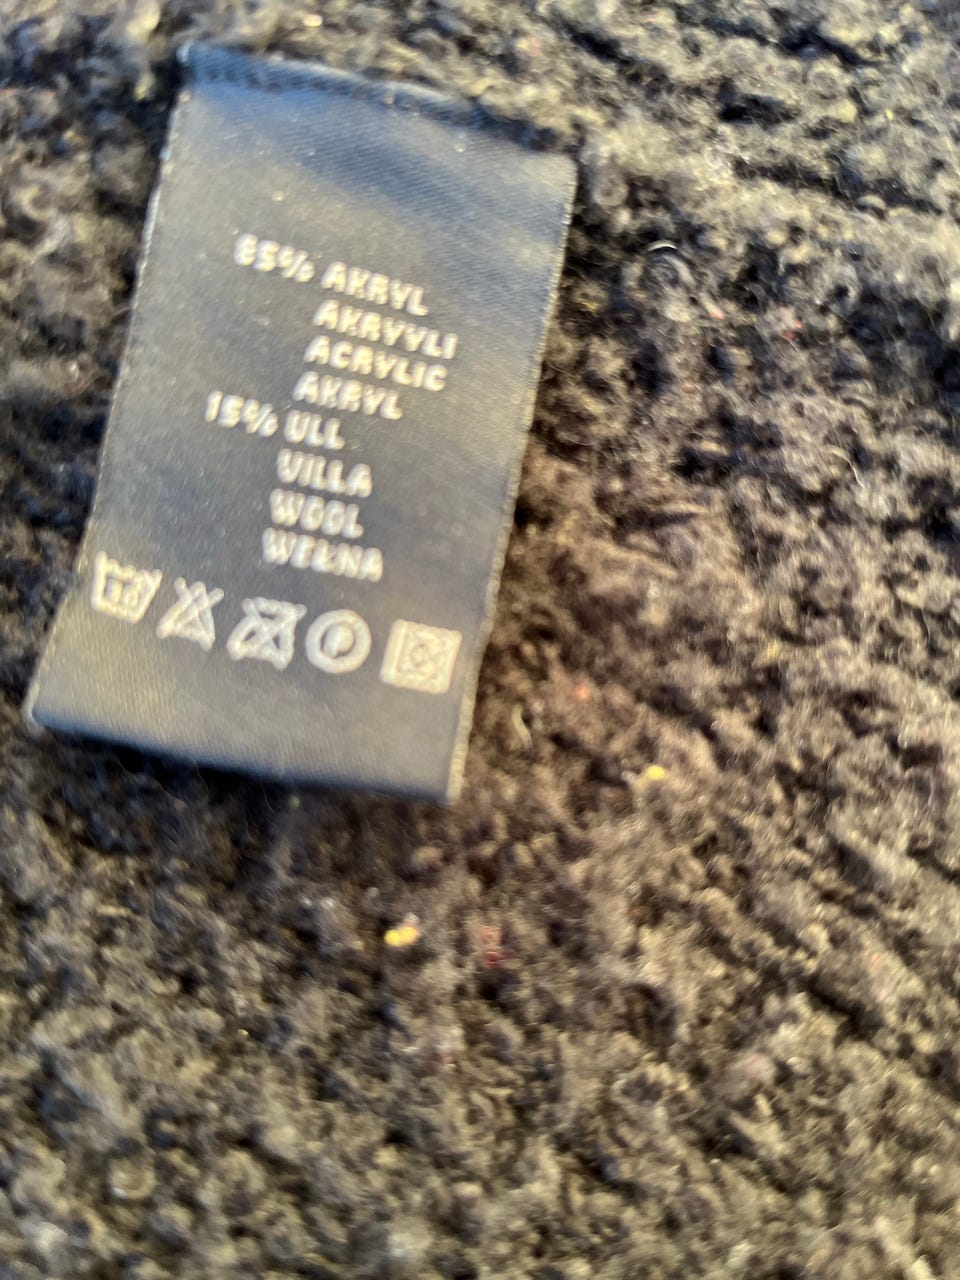 85% AKRYL
AKRYYLI
ACRYLIC
AKRYL
15% ULL
VILLA
WOOL
WEŁNA
P